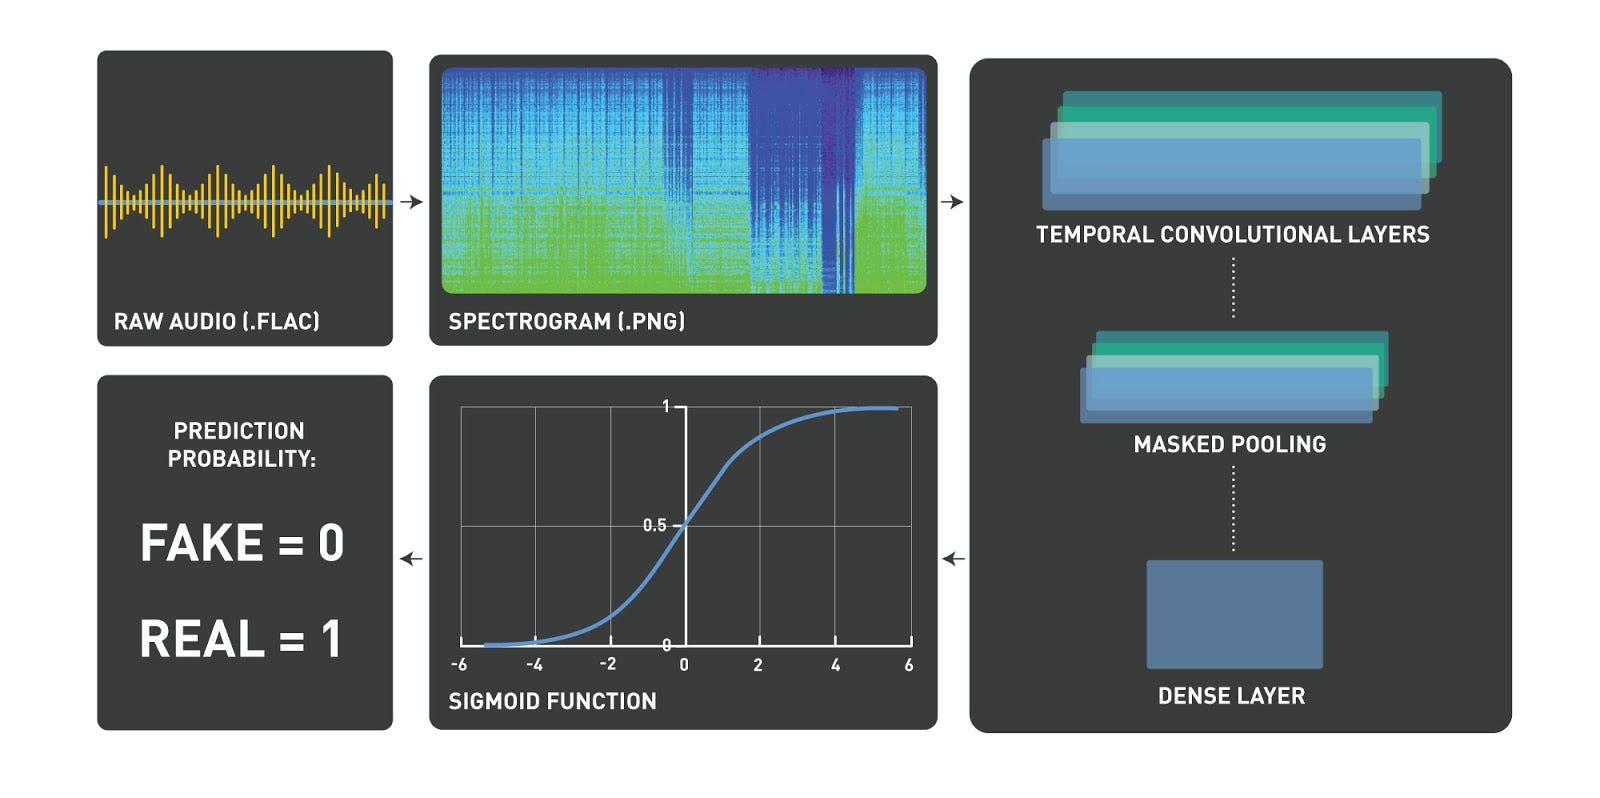 RAW AUDIO (.FLAC)
SPECTROGRAM (.PNG)
TEMPORAL CONVOLUTIONAL LAYERS
MASKED POOLING
DENSE LAYER
1
0.5
0
-6 -4 -2 0 2 4 6
SIGMOID FUNCTION
PREDICTION
PROBABILITY:
FAKE = 0
REAL = 1